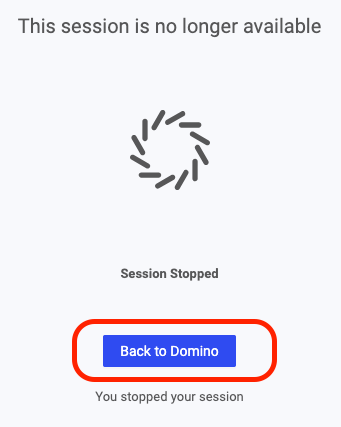 This session is no longer available
Session Stopped
Back to Domino
You stopped your session